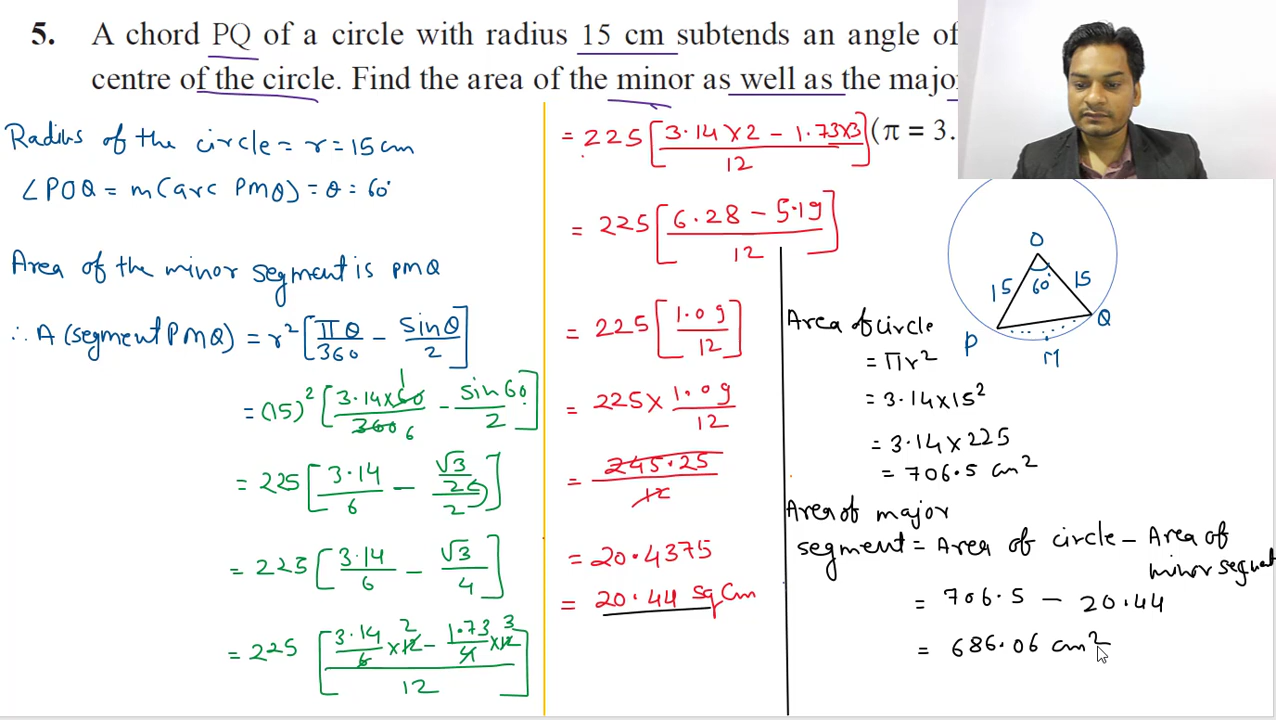 5. A chord PQ of a circle with radius 15 cm subtends an angle of
centre of the circle. Find the area of the minor as well as the majo
(π = 3.
Radius of the circle = r = 15 cm
∠POQ = m(arc PMQ) = θ = 60°
Area of the minor segment is PMQ
∴ A (segment PMQ) = r² [πθ/360 - sinθ/2]
= (15)² [3.14×60/360 - sin60/2]
1
6
= 225 [3.14/6 - √3/2/2]
= 225 [3.14/6 - √3/4]
= 225 [3.14/6 ×12 - 1.73/4 ×12 / 12]
2
3
= 225 [3.14×2 - 1.73×3 / 12]
= 225 [6.28 - 5.19 / 12]
= 225 [1.09 / 12]
= 225 × 1.09/12
= 245.25/12
= 20.4375
= 20.44 sq cm
O
60°
15
15
P
Q
M
Area of circle
= πr²
= 3.14×15²
= 3.14×225
= 706.5 cm²
Area of major
segment = Area of circle - Area of
minor segment
= 706.5 - 20.44
= 686.06 cm²